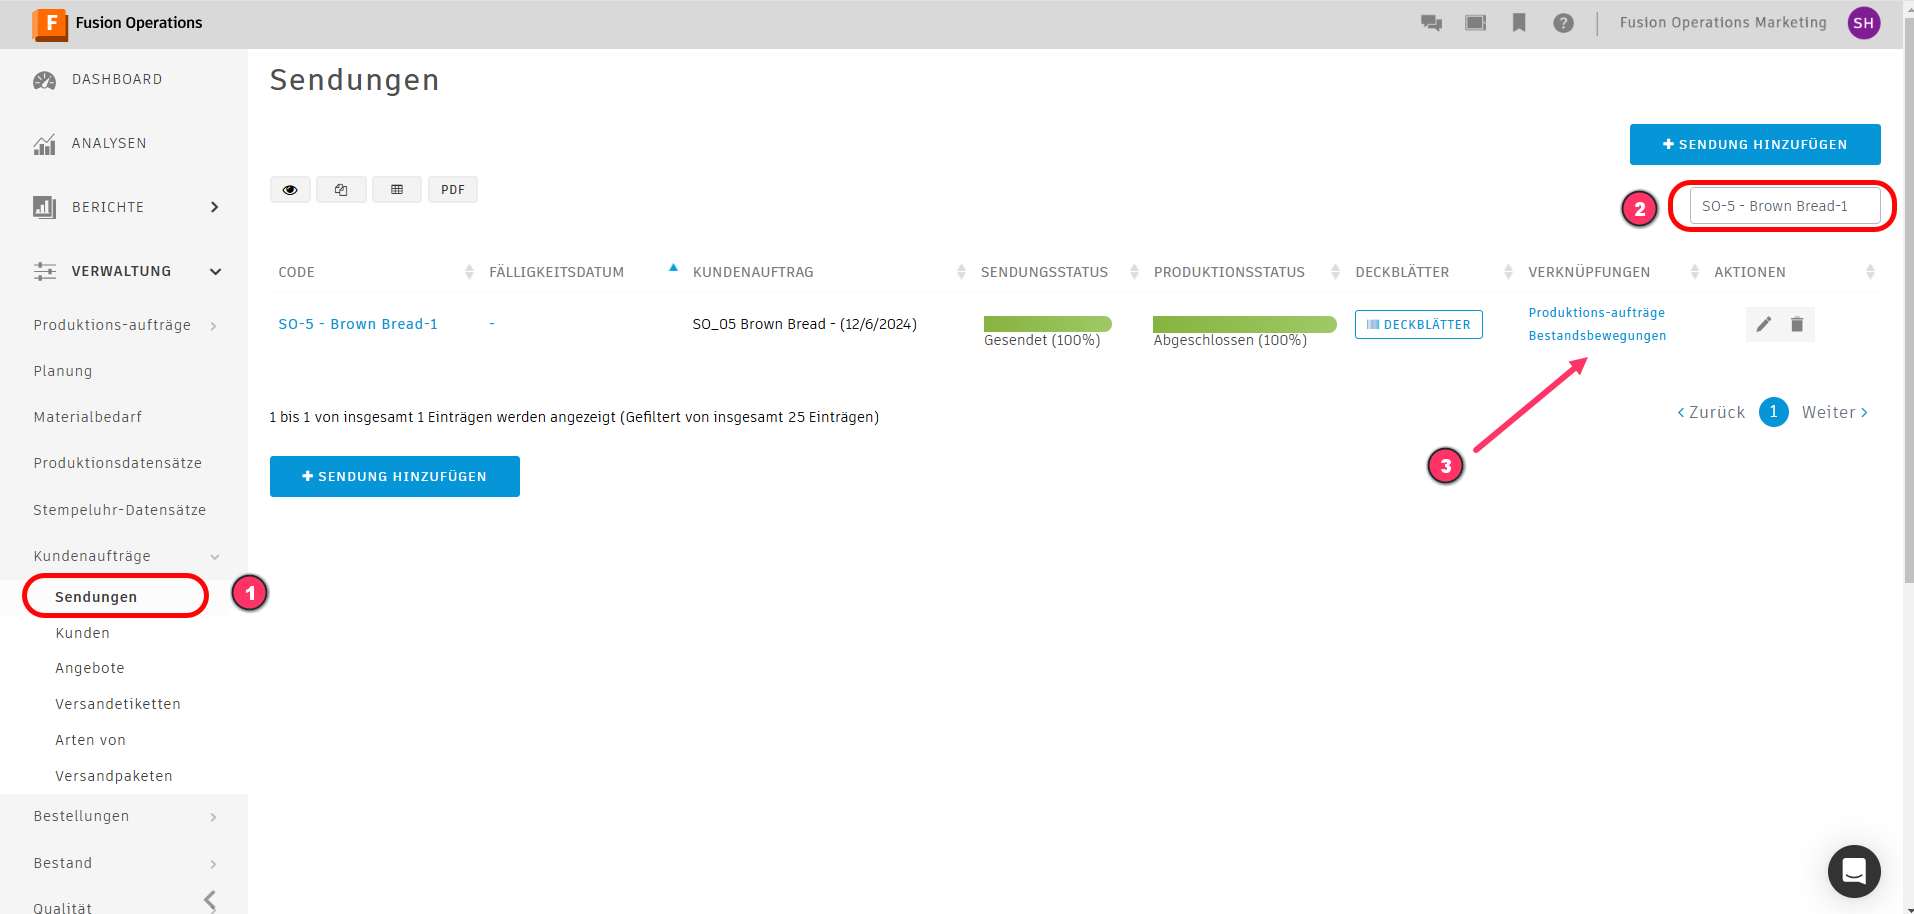 F Fusion Operations
? Fusion Operations Marketing SH
DASHBOARD
ANALYSEN
BERICHTE
VERWALTUNG
Produktions-aufträge
Planung
Materialbedarf
Produktionsdatensätze
Stempeluhr-Datensätze
Kundenaufträge
Sendungen
1
Kunden
Angebote
Versandetiketten
Arten von
Versandpaketen
Bestellungen
Bestand
Qualität
Sendungen
+ SENDUNG HINZUFÜGEN
PDF
2
SO-5 - Brown Bread-1
CODE FÄLLIGKEITSDATUM KUNDENAUFTRAG SENDUNGSSTATUS PRODUKTIONSSTATUS DECKBLÄTTER VERKNÜPFUNGEN AKTIONEN
SO-5 - Brown Bread-1 - SO_05 Brown Bread - (12/6/2024) Gesendet (100%) Abgeschlossen (100%) DECKBLÄTTER
Produktions-aufträge
Bestandsbewegungen
3
1 bis 1 von insgesamt 1 Einträgen werden angezeigt (Gefiltert von insgesamt 25 Einträgen)
‹ Zurück 1 Weiter ›
+ SENDUNG HINZUFÜGEN